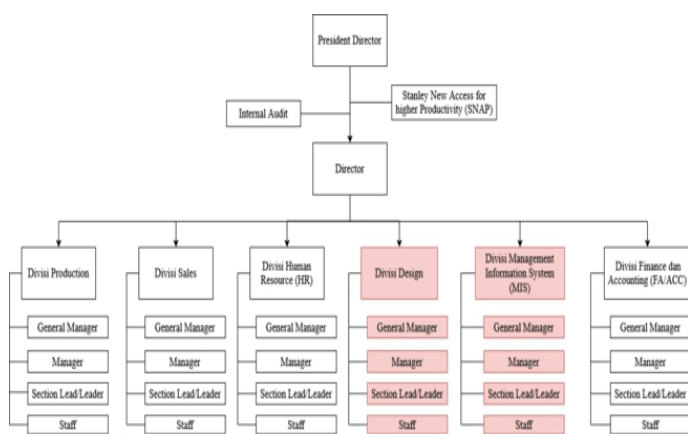 President Director
Stanley New Access for
higher Productivity (SNAP)
Internal Audit
Director
Divisi Production
Divisi Sales
Divisi Human
Resource (HR)
Divisi Design
Divisi Management
Information System
(MIS)
Divisi Finance dan
Accounting (FA/ACC)
General Manager
General Manager
General Manager
General Manager
General Manager
General Manager
Manager
Manager
Manager
Manager
Manager
Manager
Section Lead/Leader
Section Lead/Leader
Section Lead/Leader
Section Lead/Leader
Section Lead/Leader
Section Lead/Leader
Staff
Staff
Staff
Staff
Staff
Staff